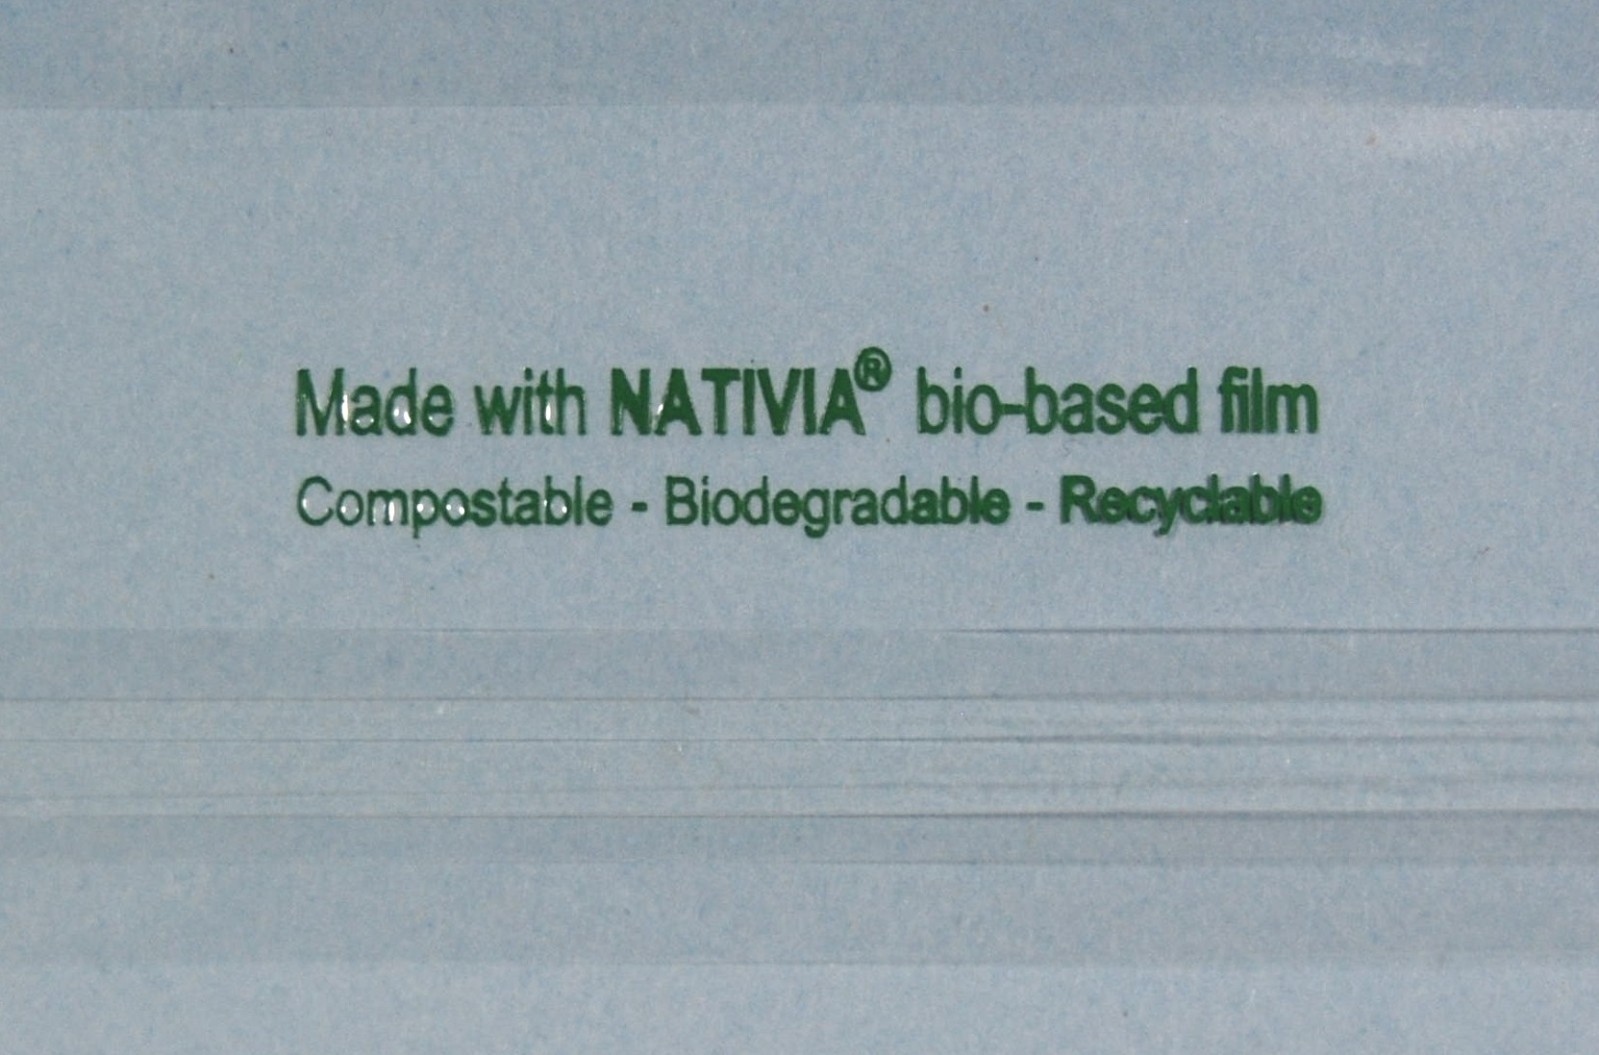 Made with NATIVIA® bio-based film
Compostable - Biodegradable - Recyclable